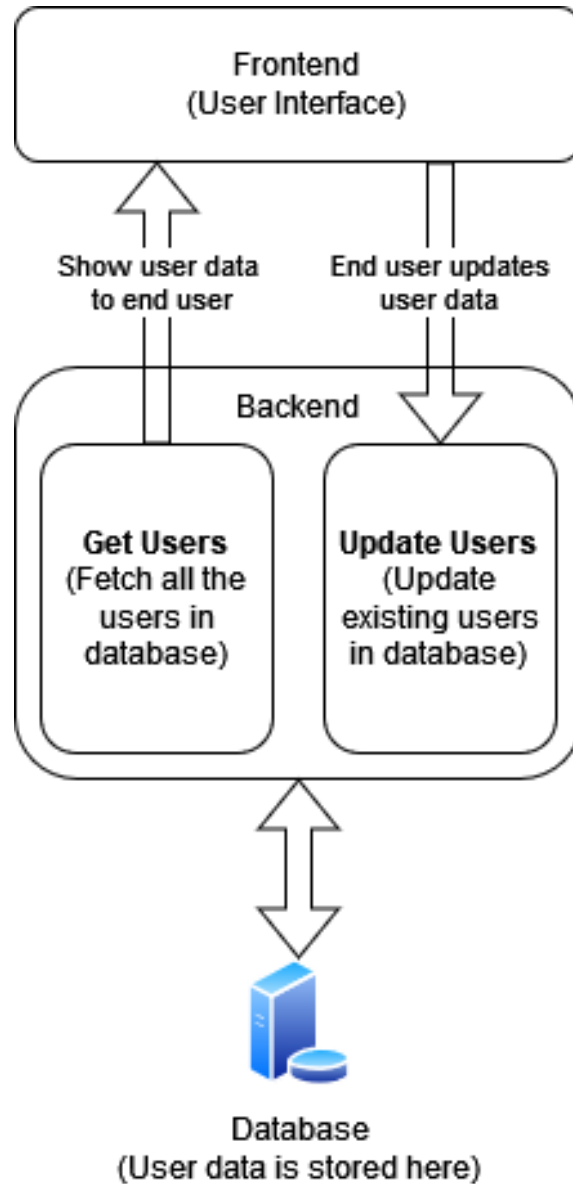 Frontend
(User Interface)
Show user data
to end user
End user updates
user data
Backend
Get Users
(Fetch all the
users in
database)
Update Users
(Update
existing users
in database)
Database
(User data is stored here)